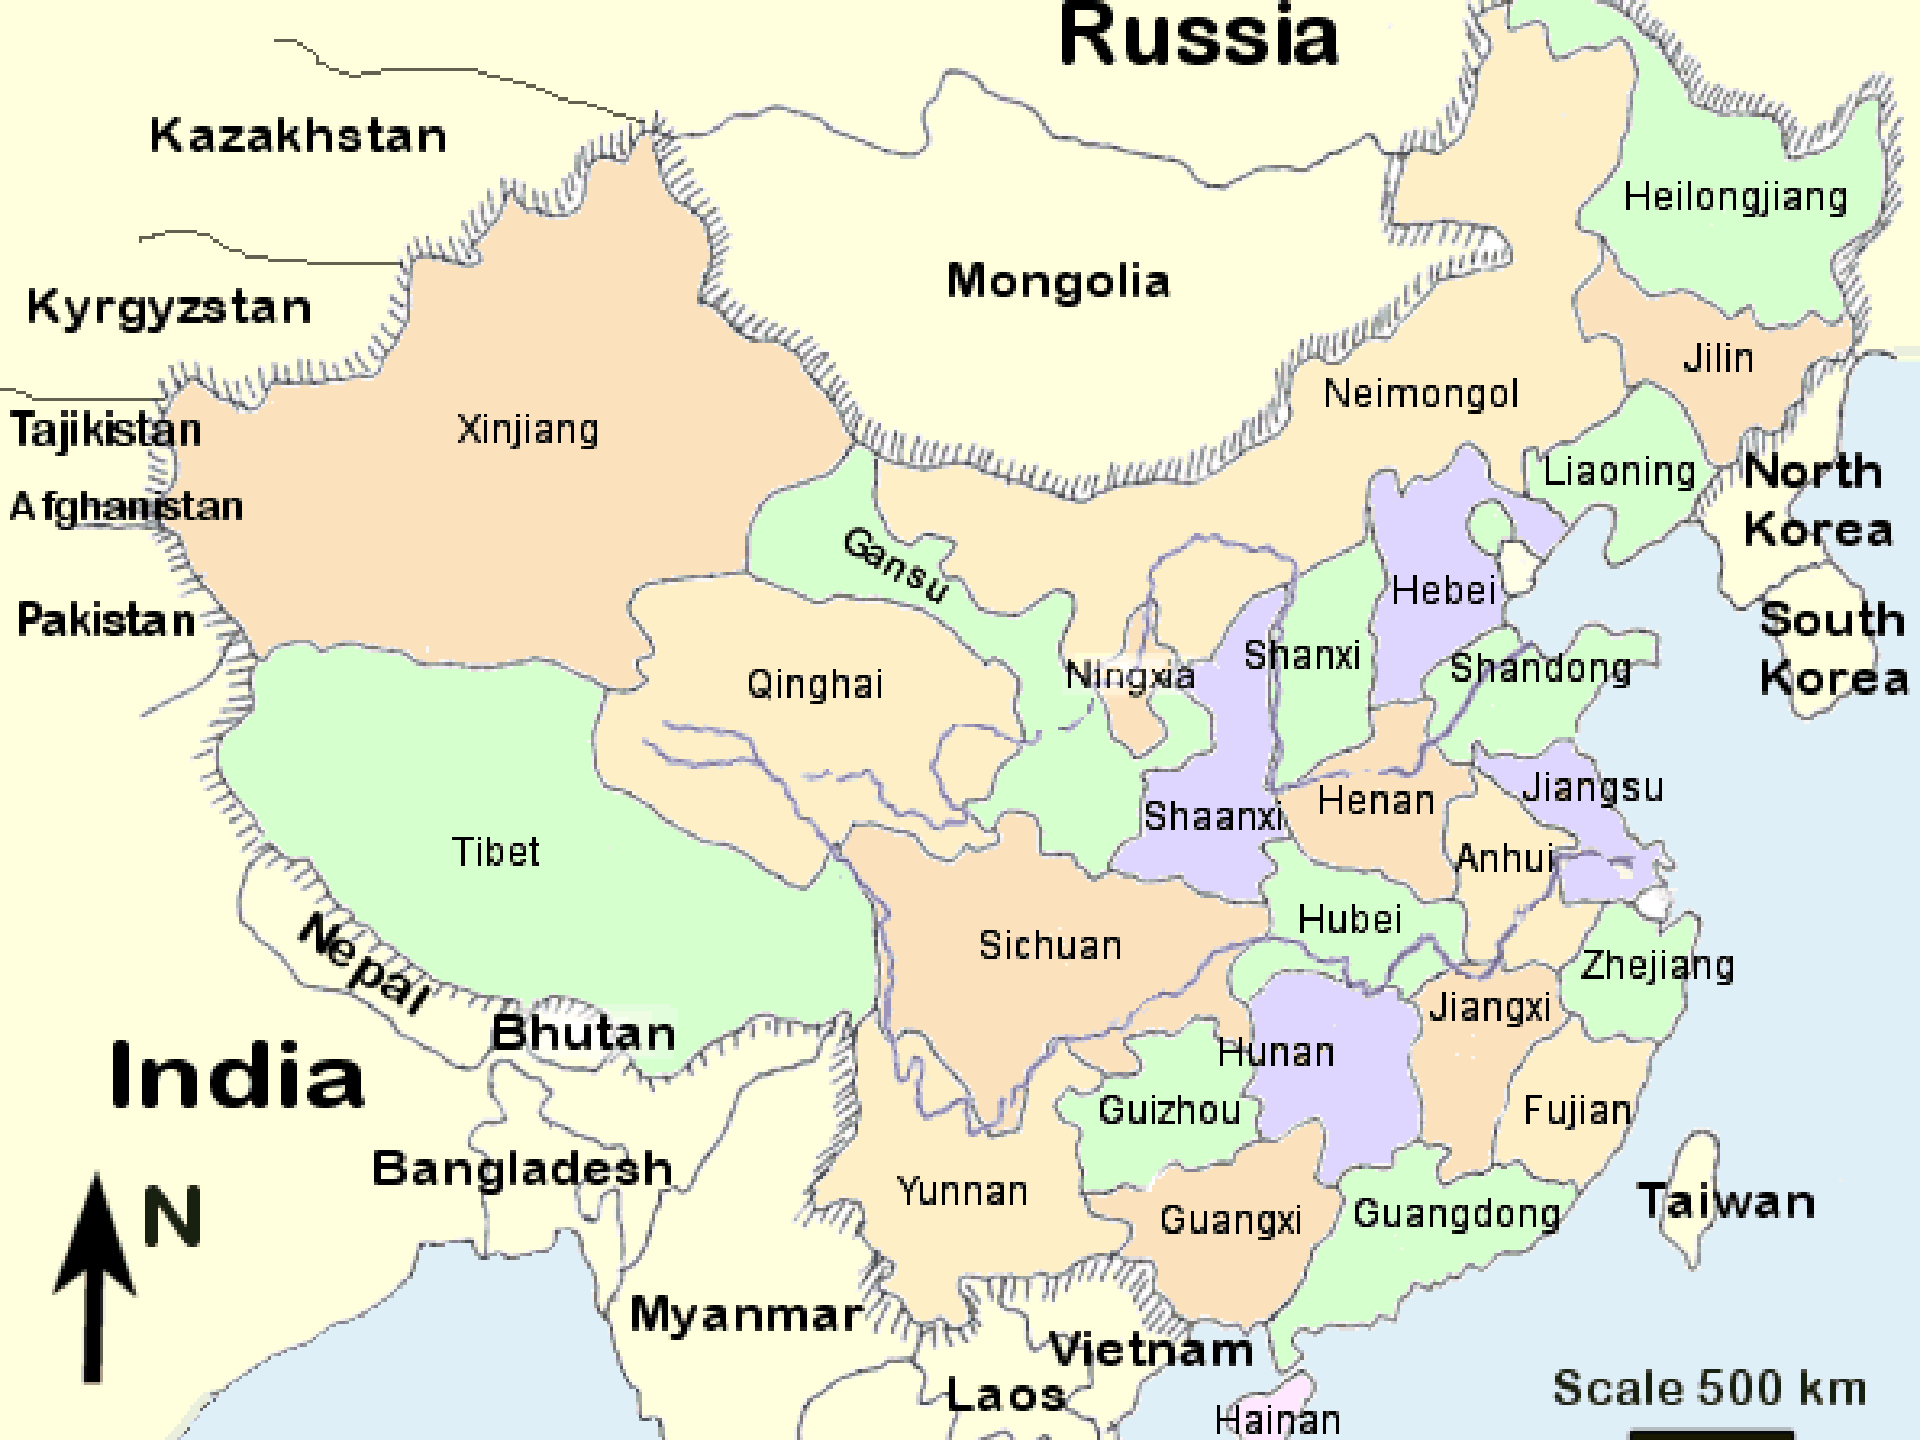 Russia
Kazakhstan
Heilongjiang
Mongolia
Kyrgyzstan
Jilin
Neimongol
Tajikistan
Xinjiang
Liaoning
North
Korea
Afghanistan
Gansu
Hebei
Pakistan
South
Korea
Shanxi
Shandong
Ningxia
Qinghai
Jiangsu
Henan
Shaanxi
Tibet
Anhui
Hubei
Sichuan
Nepal
Zhejiang
Jiangxi
Bhutan
Hunan
India
Guizhou
Fujian
Bangladesh
Yunnan
Taiwan
N
Guangxi
Guangdong
Myanmar
Vietnam
Laos
Scale 500 km
Hainan